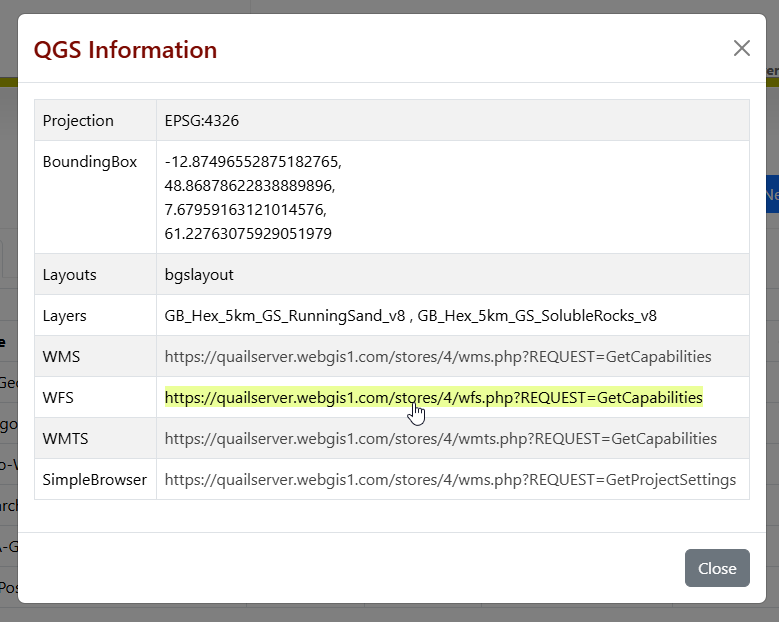 QGS Information
Projection EPSG:4326
BoundingBox -12.87496552875182765,
48.86878622838889896,
7.67959163121014576,
61.22763075929051979
Layouts bgslayout
Layers GB_Hex_5km_GS_RunningSand_v8 , GB_Hex_5km_GS_SolubleRocks_v8
WMS https://quailserver.webgis1.com/stores/4/wms.php?REQUEST=GetCapabilities
WFS https://quailserver.webgis1.com/stores/4/wfs.php?REQUEST=GetCapabilities
WMTS https://quailserver.webgis1.com/stores/4/wmts.php?REQUEST=GetCapabilities
SimpleBrowser https://quailserver.webgis1.com/stores/4/wms.php?REQUEST=GetProjectSettings
Close